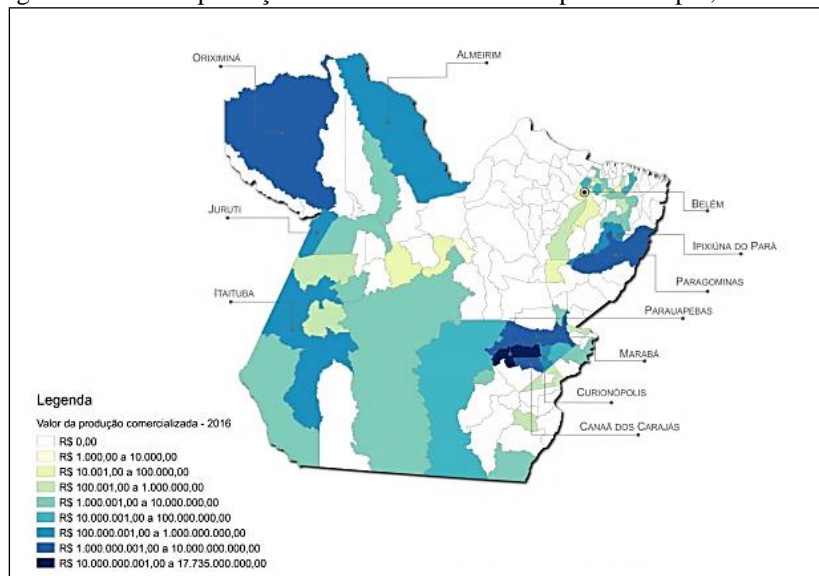 ORIXIMINÁ
ALMEIRIM
JURUTI
BELÉM
IPIXIÚNA DO PARÁ
ITAITUBA
PARAGOMINAS
PARAUAPEBAS
MARABÁ
CURIONÓPOLIS
CANAÃ DOS CARAJÁS
Legenda
Valor da produção comercializada - 2016
R$ 0,00
R$ 1.000,00 a 10.000,00
R$ 10.001,00 a 100.000,00
R$ 100.001,00 a 1.000.000,00
R$ 1.000.001,00 a 10.000.000,00
R$ 10.000.001,00 a 100.000.000,00
R$ 100.000.001,00 a 1.000.000.000,00
R$ 1.000.000.001,00 a 10.000.000.000,00
R$ 10.000.000.001,00 a 17.735.000.000,00